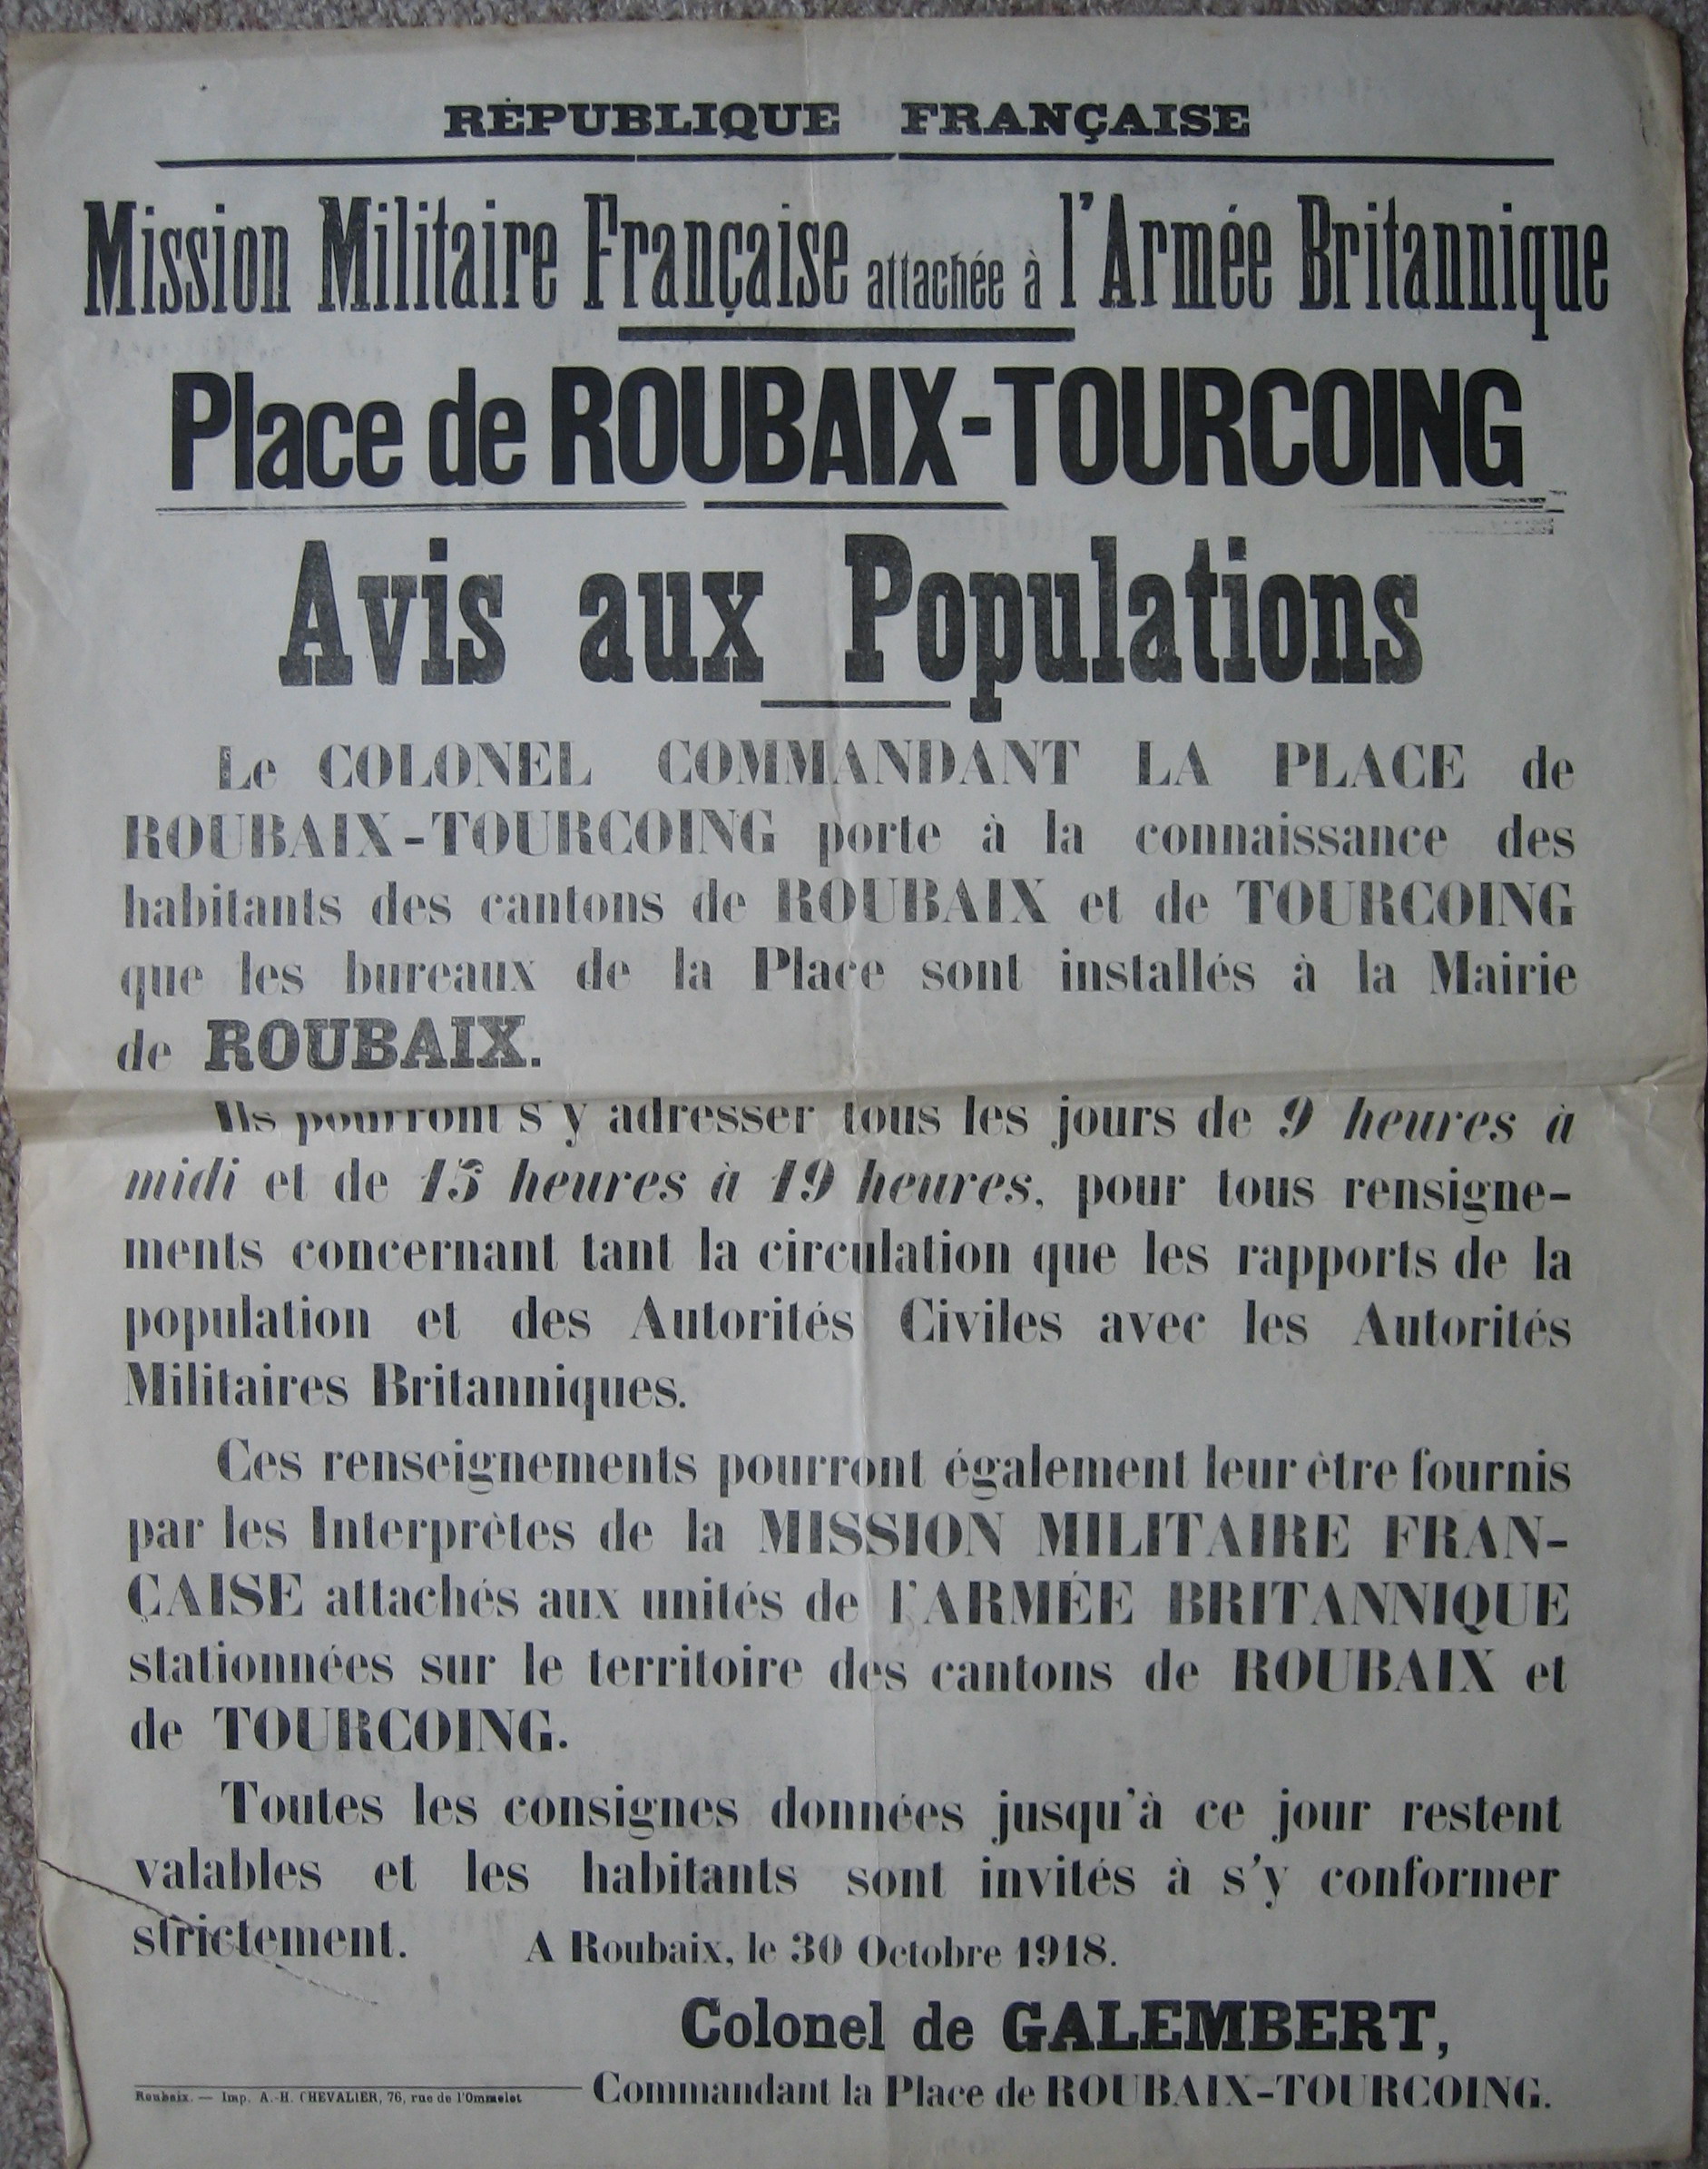 RÉPUBLIQUE FRANÇAISE
Mission Militaire Française attachée à l'Armée Britannique
Place de ROUBAIX-TOURCOING
Avis aux Populations
Le COLONEL COMMANDANT LA PLACE de
ROUBAIX-TOURCOING porte à la connaissance des
habitants des cantons de ROUBAIX et de TOURCOING
que les bureaux de la Place sont installés à la Mairie
de ROUBAIX.
Ils pourront s'y adresser tous les jours de 9 heures à
midi et de 15 heures à 19 heures, pour tous rensigne-
ments concernant tant la circulation que les rapports de la
population et des Autorités Civiles avec les Autorités
Militaires Britanniques.
Ces renseignements pourront également leur être fournis
par les Interprètes de la MISSION MILITAIRE FRAN-
ÇAISE attachés aux unités de l'ARMÉE BRITANNIQUE
stationnées sur le territoire des cantons de ROUBAIX et
de TOURCOING.
Toutes les consignes données jusqu'à ce jour restent
valables et les habitants sont invités à s'y conformer
strictement. A Roubaix, le 30 Octobre 1918.
Colonel de GALEMBERT,
Commandant la Place de ROUBAIX-TOURCOING.
Roubaix. — Imp. A.-H. CHEVALIER, 76, rue de l'Ommelet